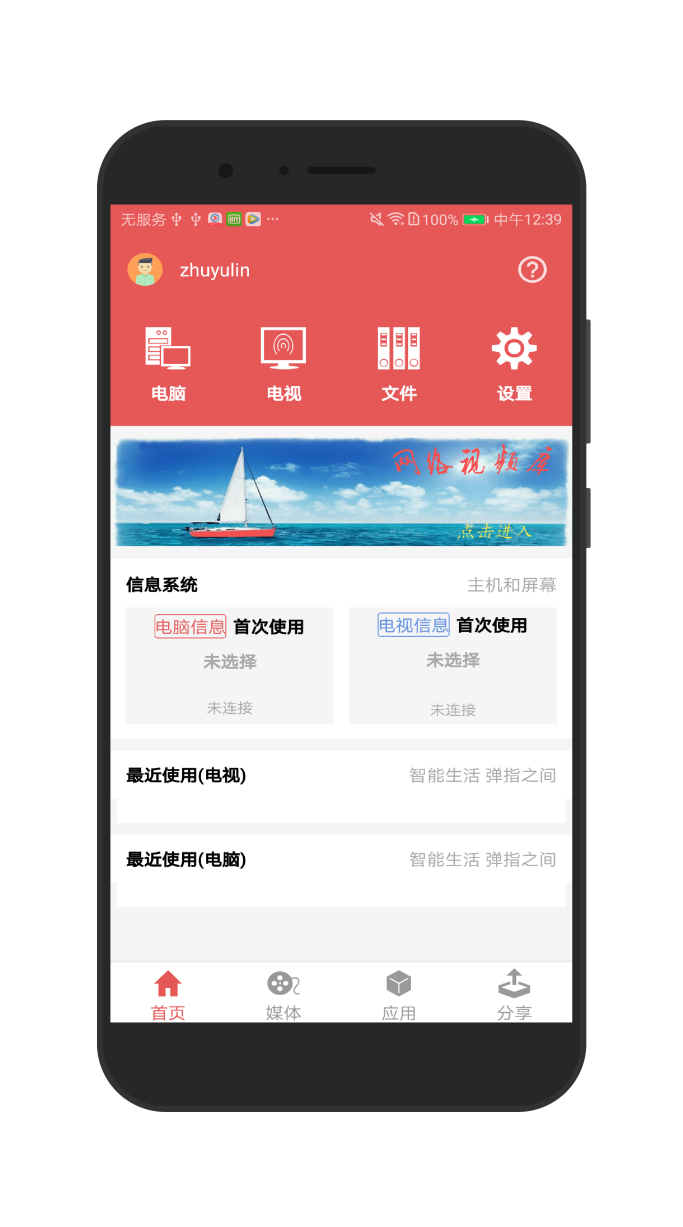 无服务 100% 中午12:39
zhuyulin
电脑 电视 文件 设置
网络视频库
点击进入
信息系统 主机和屏幕
电脑信息 首次使用 电视信息 首次使用
未选择 未选择
未连接 未连接
最近使用(电视) 智能生活 弹指之间
最近使用(电脑) 智能生活 弹指之间
首页 媒体 应用 分享